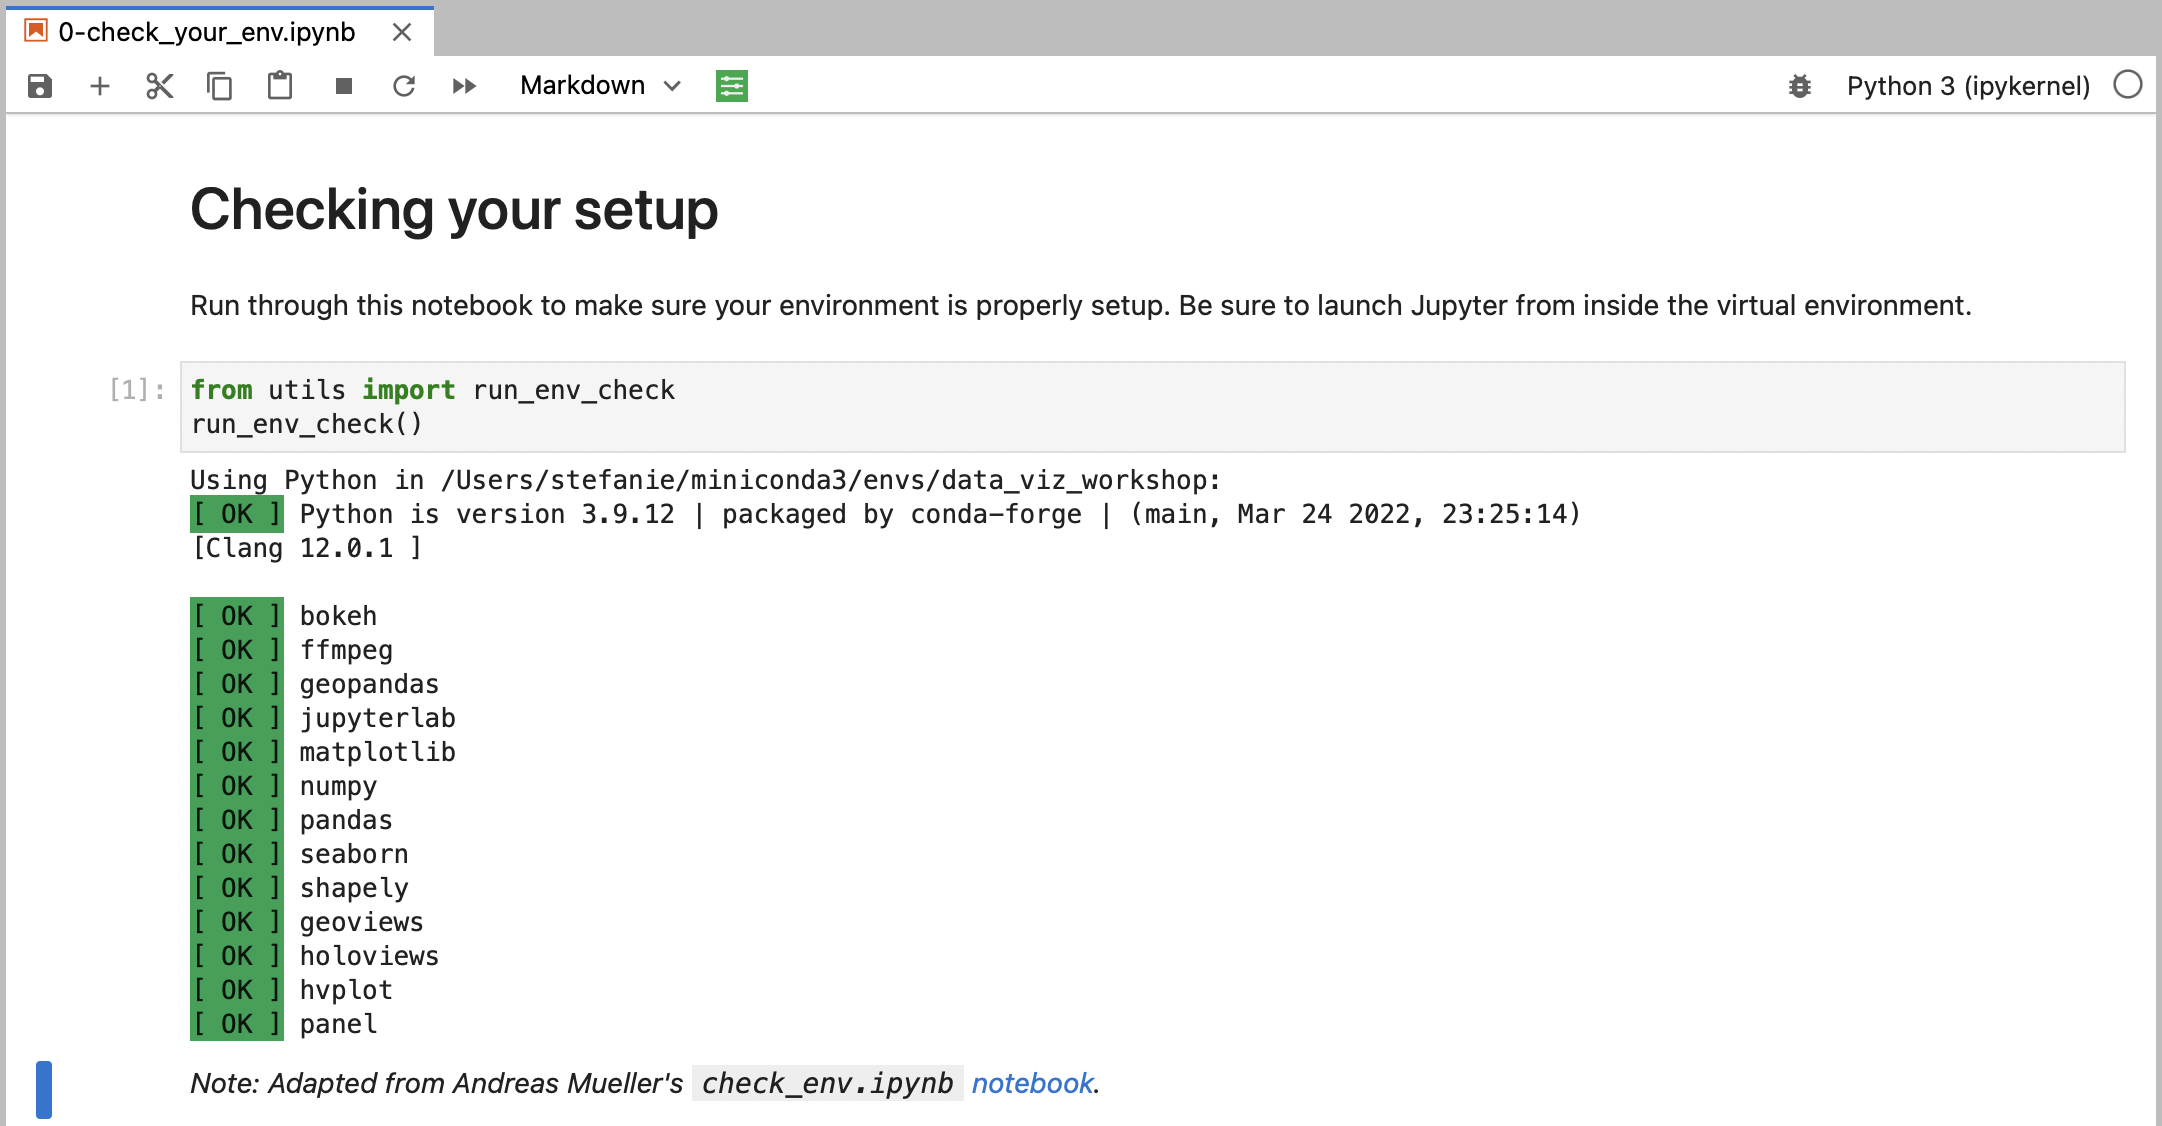 0-check_your_env.ipynb
Markdown
Python 3 (ipykernel)
Checking your setup
Run through this notebook to make sure your environment is properly setup. Be sure to launch Jupyter from inside the virtual environment.
[1]: from utils import run_env_check
run_env_check()
Using Python in /Users/stefanie/miniconda3/envs/data_viz_workshop:
[ OK ] Python is version 3.9.12 | packaged by conda-forge | (main, Mar 24 2022, 23:25:14)
[Clang 12.0.1 ]
[ OK ] bokeh
[ OK ] ffmpeg
[ OK ] geopandas
[ OK ] jupyterlab
[ OK ] matplotlib
[ OK ] numpy
[ OK ] pandas
[ OK ] seaborn
[ OK ] shapely
[ OK ] geoviews
[ OK ] holoviews
[ OK ] hvplot
[ OK ] panel
Note: Adapted from Andreas Mueller's check_env.ipynb notebook.